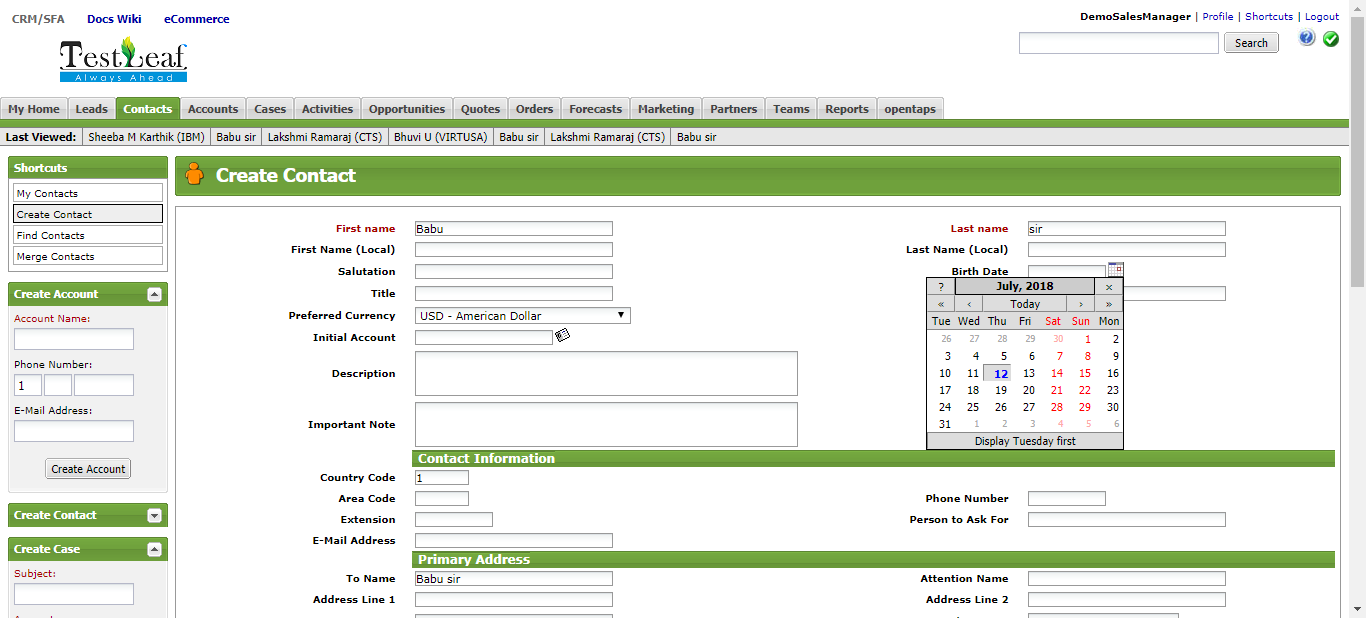 CRM/SFA Docs Wiki eCommerce
DemoSalesManager | Profile | Shortcuts | Logout
TestLeaf
Always Ahead
Search
?
My Home Leads Contacts Accounts Cases Activities Opportunities Quotes Orders Forecasts Marketing Partners Teams Reports opentaps
Last Viewed: Sheeba M Karthik (IBM) Babu sir Lakshmi Ramaraj (CTS) Bhuvi U (VIRTUSA) Babu sir Lakshmi Ramaraj (CTS) Babu sir
Shortcuts
My Contacts
Create Contact
Find Contacts
Merge Contacts
Create Account
Account Name:
Phone Number:
1
E-Mail Address:
Create Account
Create Contact
Create Case
Subject:
Create Contact
First name Babu Last name sir
First Name (Local) Last Name (Local)
Salutation Birth Date
Title
Preferred Currency USD - American Dollar
Initial Account
Description
Important Note
? July, 2018 ×
« ‹ Today › »
Tue Wed Thu Fri Sat Sun Mon
26 27 28 29 30 1 2
3 4 5 6 7 8 9
10 11 12 13 14 15 16
17 18 19 20 21 22 23
24 25 26 27 28 29 30
31 1 2 3 4 5 6
Display Tuesday first
Contact Information
Country Code 1
Area Code Phone Number
Extension Person to Ask For
E-Mail Address
Primary Address
To Name Babu sir Attention Name
Address Line 1 Address Line 2